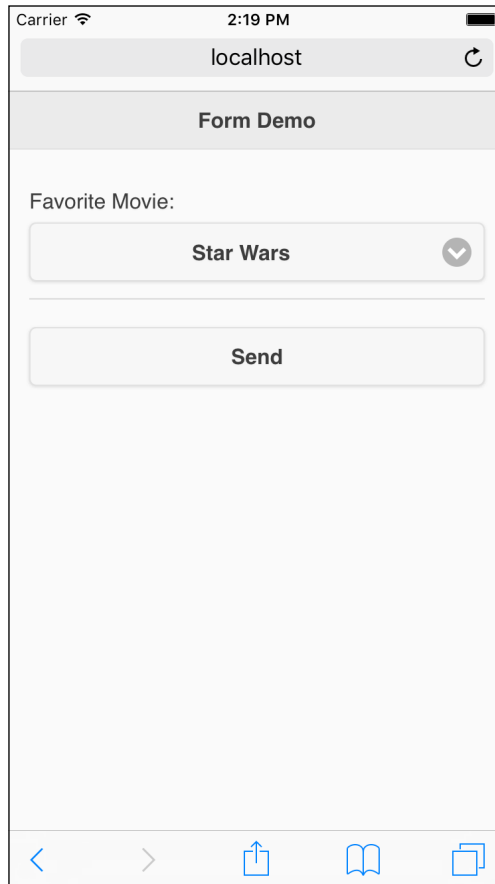 Carrier 2:19 PM
localhost
Form Demo
Favorite Movie:
Star Wars
Send